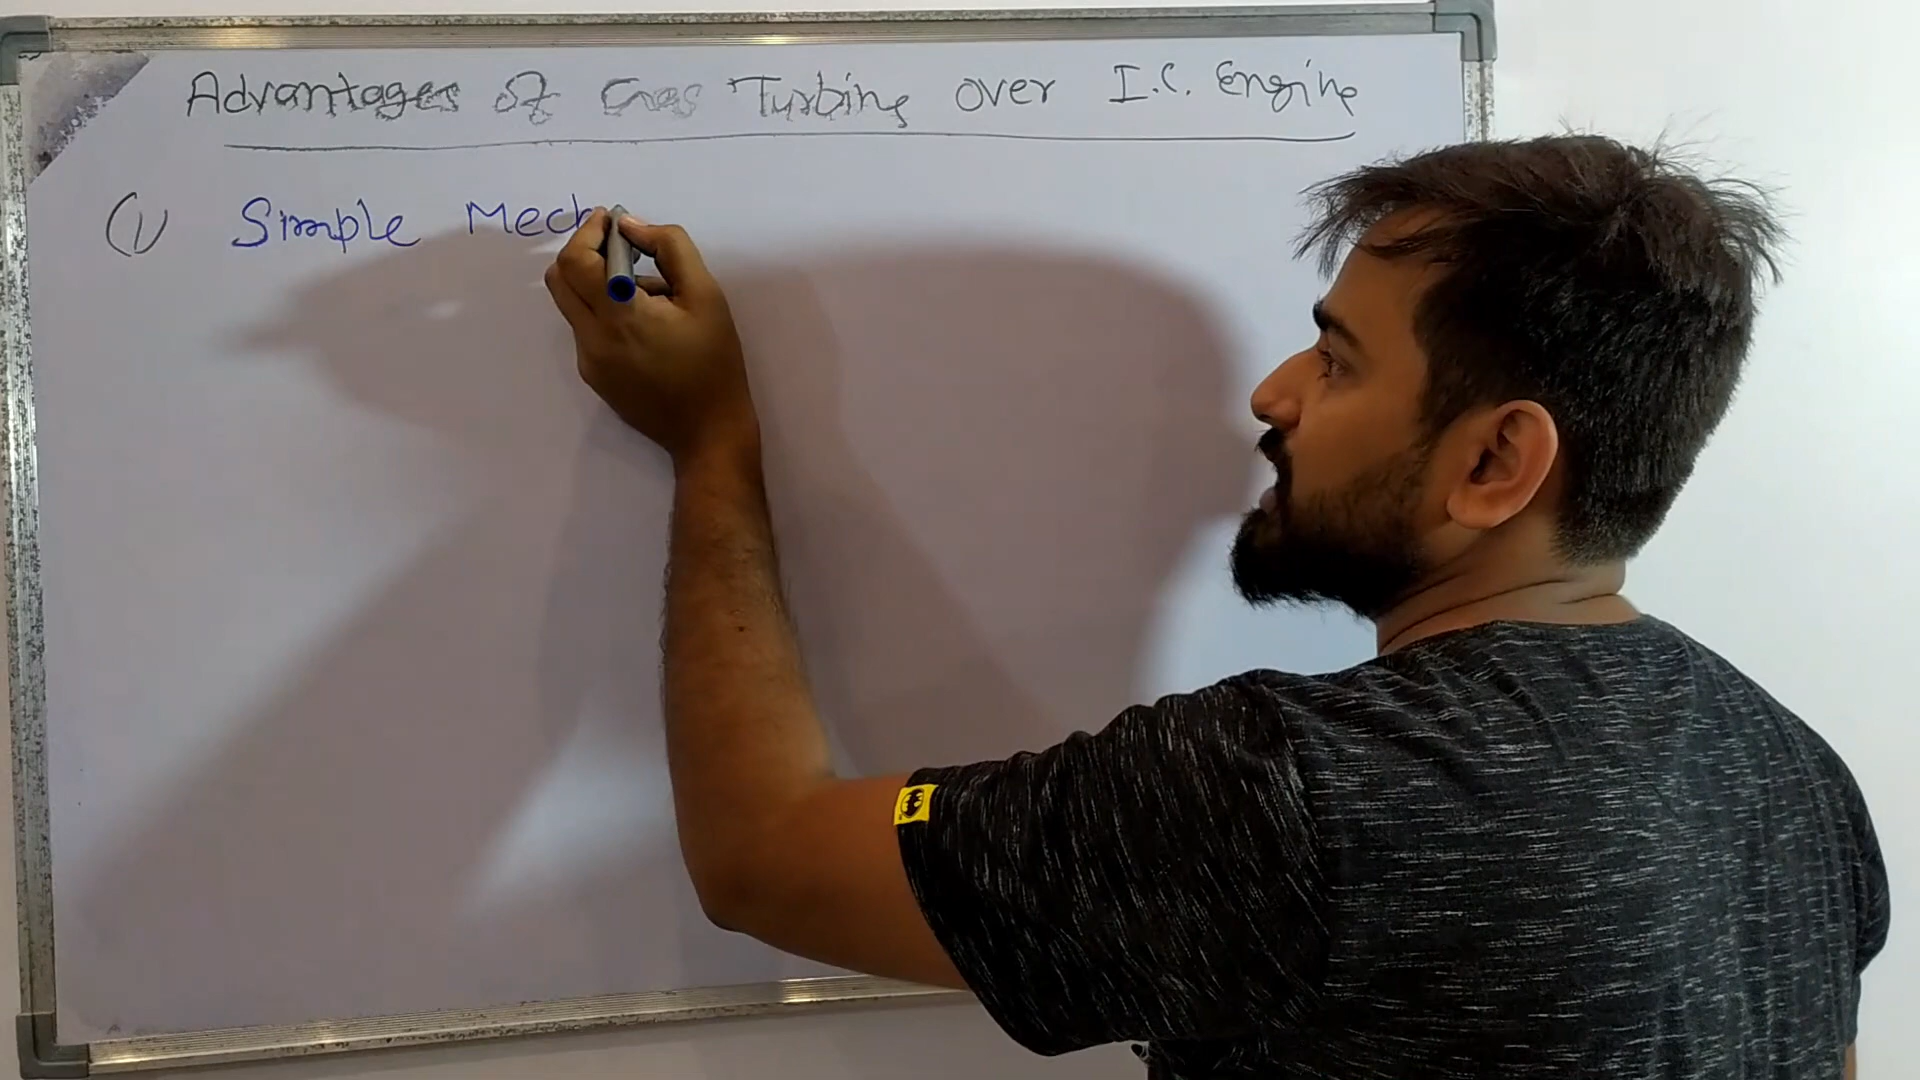 Advantages of Gas Turbine over I.C. Engine
(1) Simple Mech